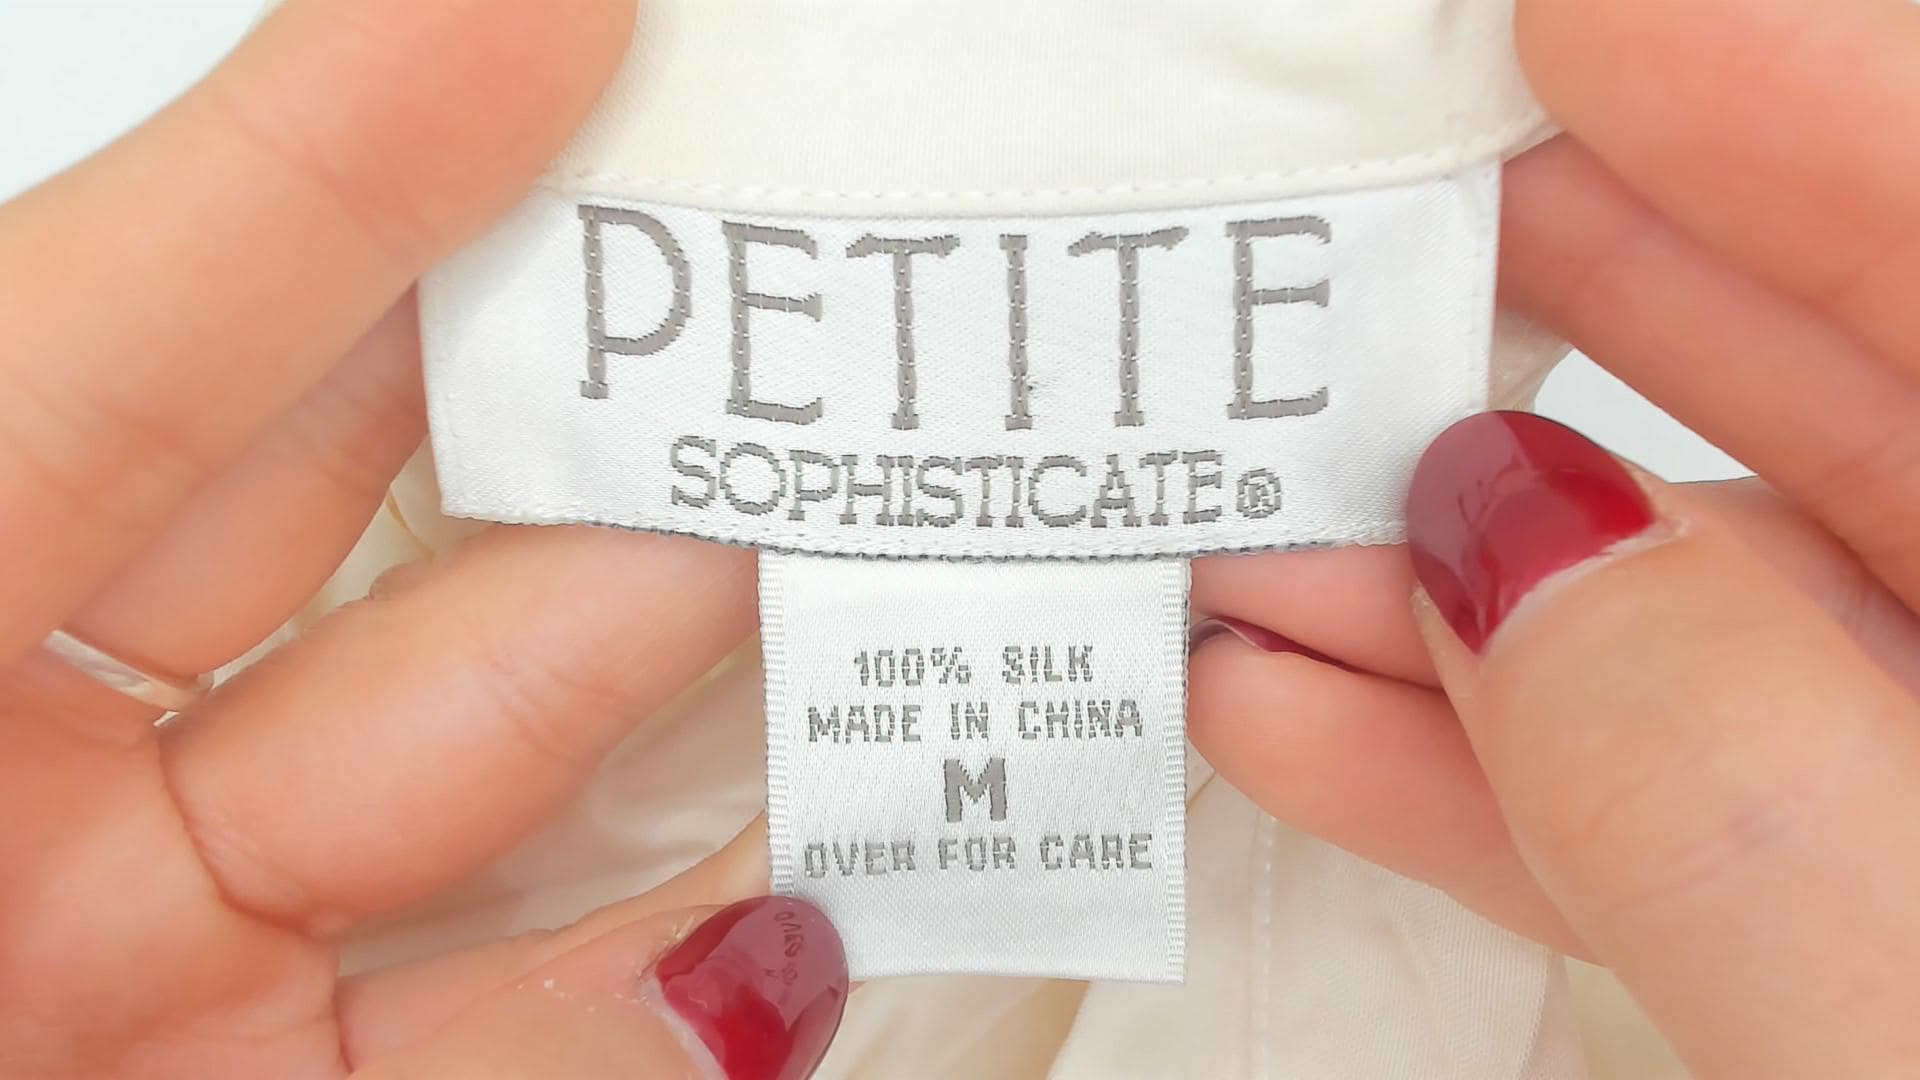 PETITE
SOPHISTICATE®
100% SILK
MADE IN CHINA
M
OVER FOR CARE